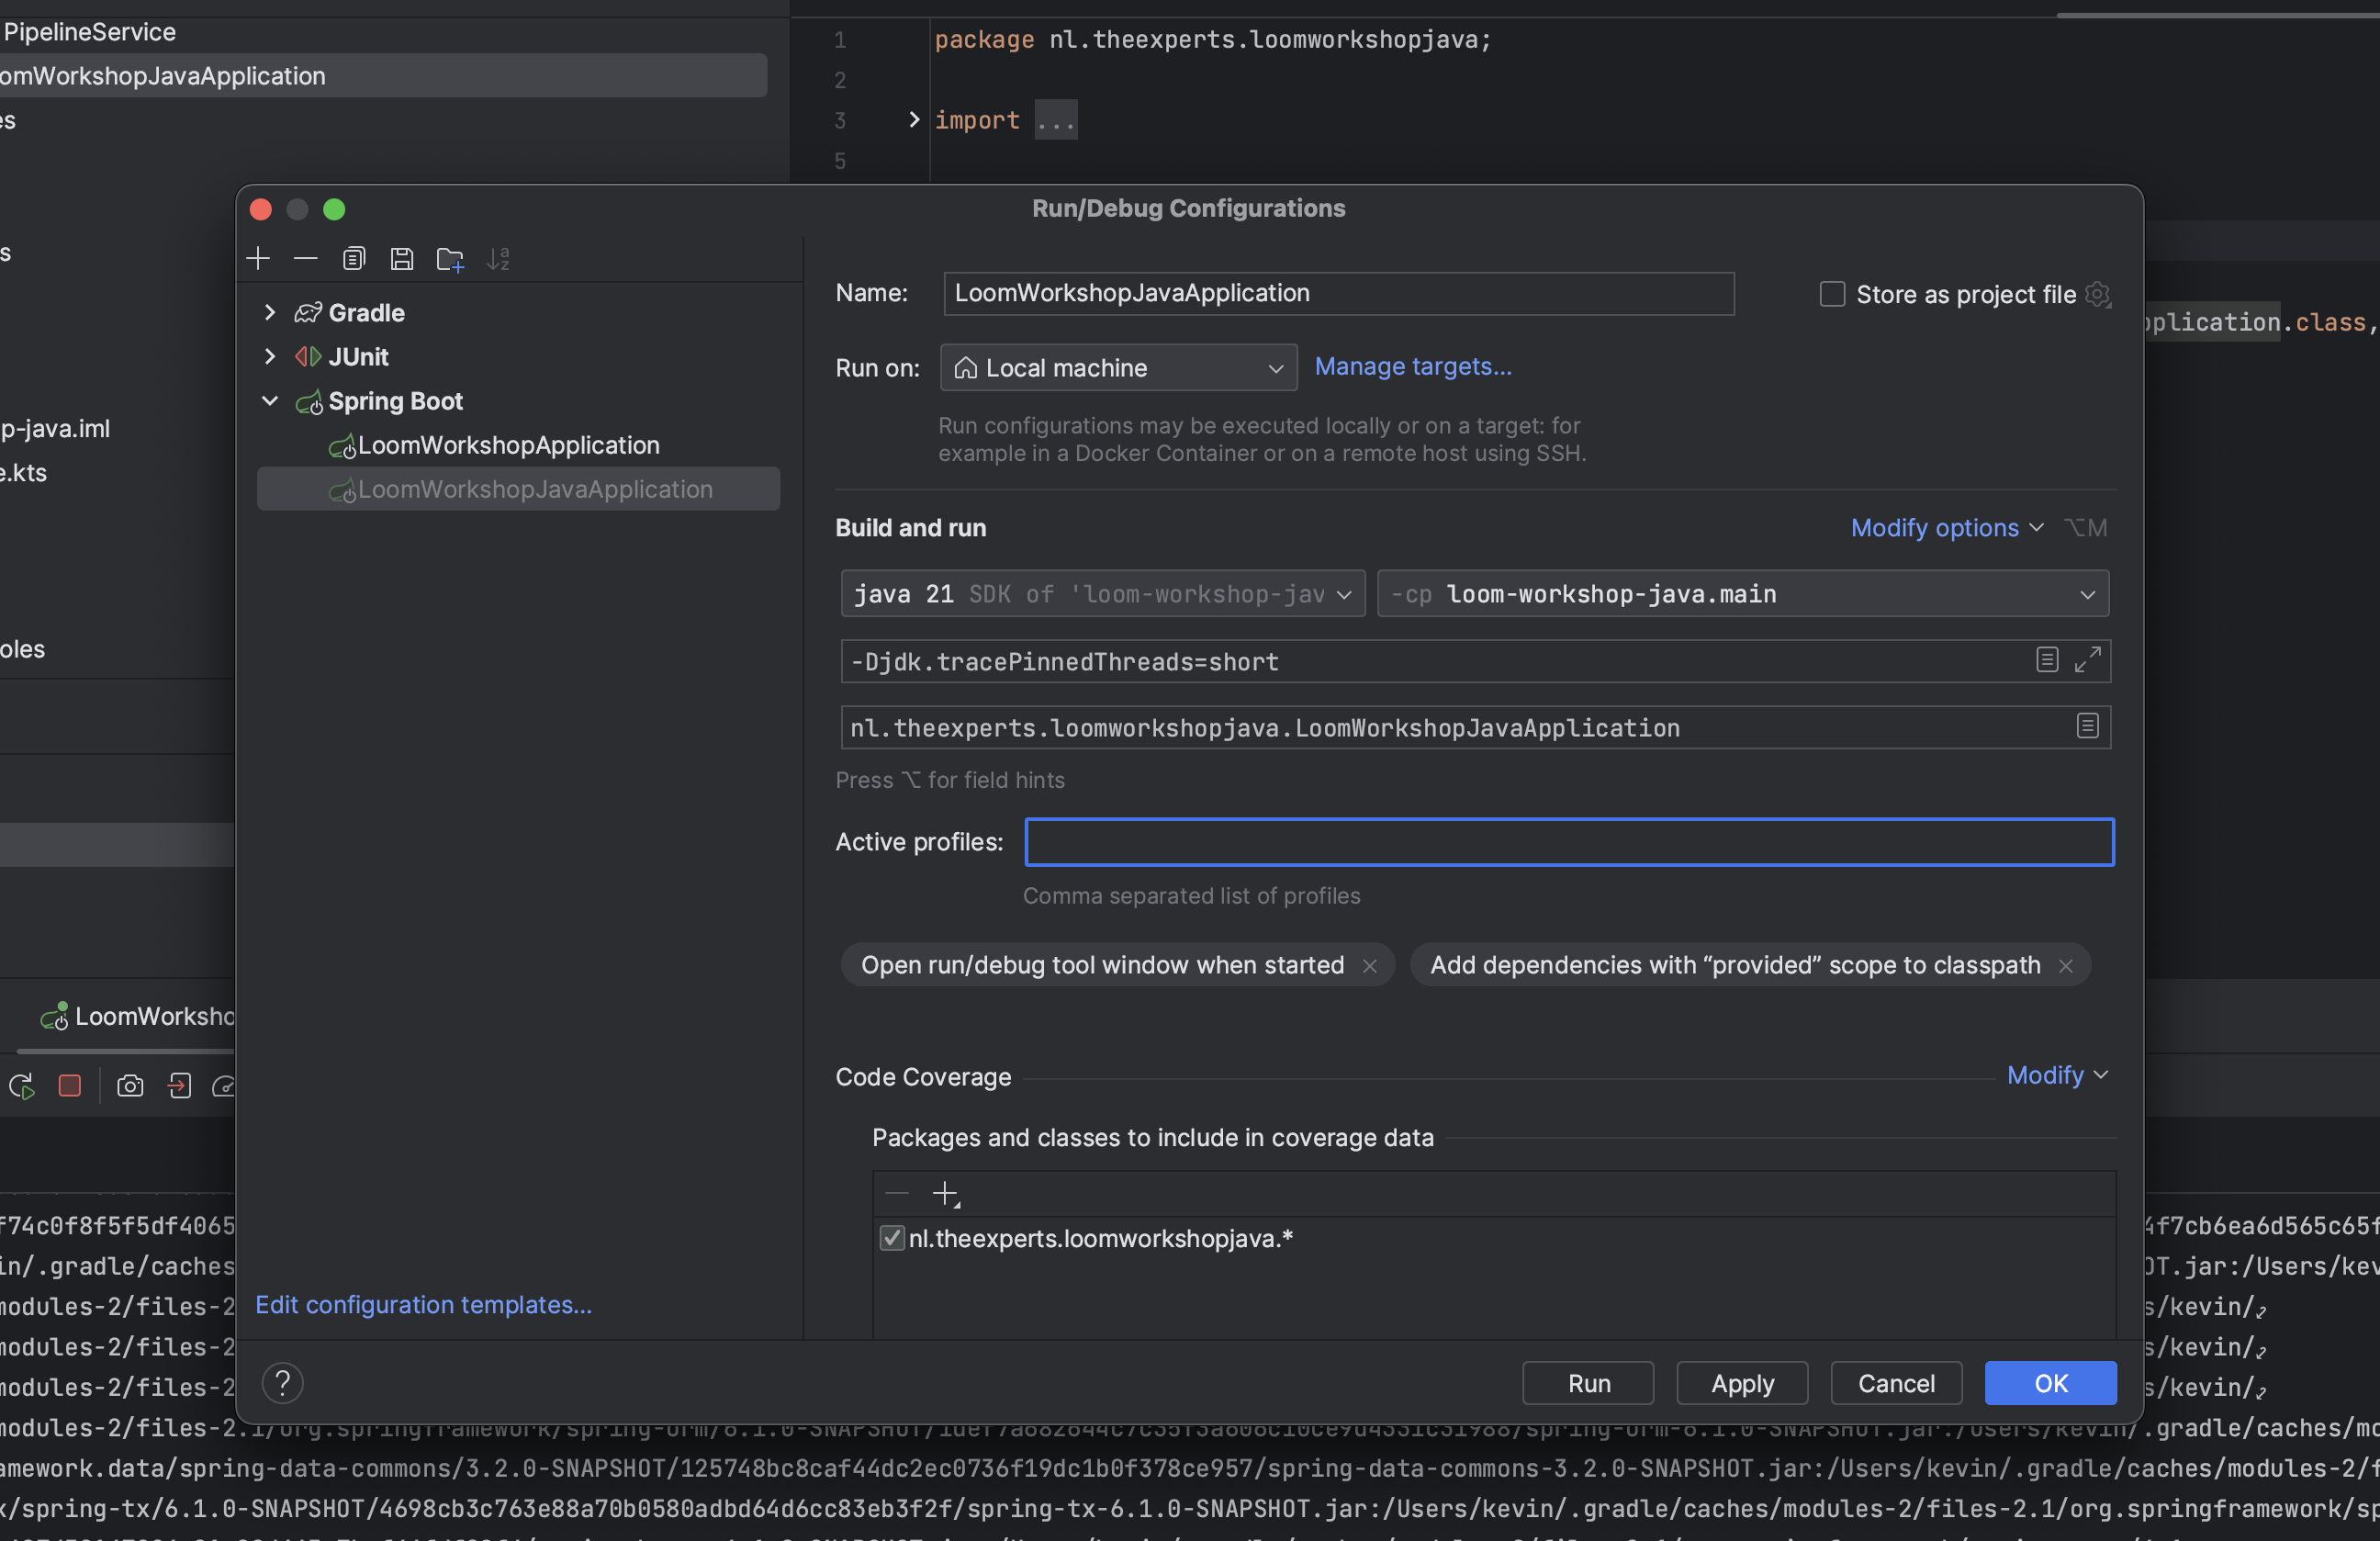 PipelineService
omWorkshopJavaApplication
es
s
p-java.iml
e.kts
oles
1 package nl.theexperts.loomworkshopjava;
2
3 import ...
5
pplication.class,
Run/Debug Configurations
Gradle
JUnit
Spring Boot
LoomWorkshopApplication
LoomWorkshopJavaApplication
Edit configuration templates...
Name: LoomWorkshopJavaApplication Store as project file
Run on: Local machine Manage targets...
Run configurations may be executed locally or on a target: for
example in a Docker Container or on a remote host using SSH.
Build and run Modify options ⌥M
java 21 SDK of 'loom-workshop-jav -cp loom-workshop-java.main
-Djdk.tracePinnedThreads=short
nl.theexperts.loomworkshopjava.LoomWorkshopJavaApplication
Press ⌥ for field hints
Active profiles:
Comma separated list of profiles
Open run/debug tool window when started × Add dependencies with “provided” scope to classpath ×
Code Coverage Modify
Packages and classes to include in coverage data
nl.theexperts.loomworkshopjava.*
? Run Apply Cancel OK
LoomWorksho
f74c0f8f5f5df4065 4f7cb6ea6d565c65f
in/.gradle/caches OT.jar:/Users/kev
modules-2/files-2 s/kevin/
modules-2/files-2 s/kevin/
modules-2/files-2 s/kevin/
modules-2/files-2.1/org.springframework/spring-orm/6.1.0-SNAPSHOT/ .gradle/caches/mo
amework.data/spring-data-commons/3.2.0-SNAPSHOT/125748bc8caf44dc2ec0736f19dc1b0f378ce957/spring-data-commons-3.2.0-SNAPSHOT.jar:/Users/kevin/.gradle/caches/modules-2/f
k/spring-tx/6.1.0-SNAPSHOT/4698cb3c763e88a70b0580adbd64d6cc83eb3f2f/spring-tx-6.1.0-SNAPSHOT.jar:/Users/kevin/.gradle/caches/modules-2/files-2.1/org.springframework/sp